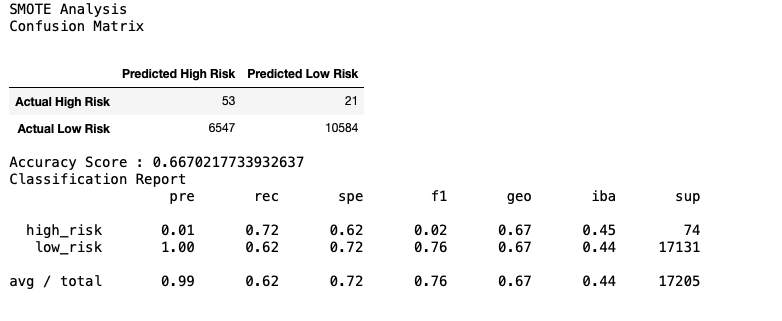 SMOTE Analysis
Confusion Matrix
Predicted High Risk Predicted Low Risk
Actual High Risk 53 21
Actual Low Risk 6547 10584
Accuracy Score : 0.6670217733932637
Classification Report
pre rec spe f1 geo iba sup
high_risk 0.01 0.72 0.62 0.02 0.67 0.45 74
low_risk 1.00 0.62 0.72 0.76 0.67 0.44 17131
avg / total 0.99 0.62 0.72 0.76 0.67 0.44 17205